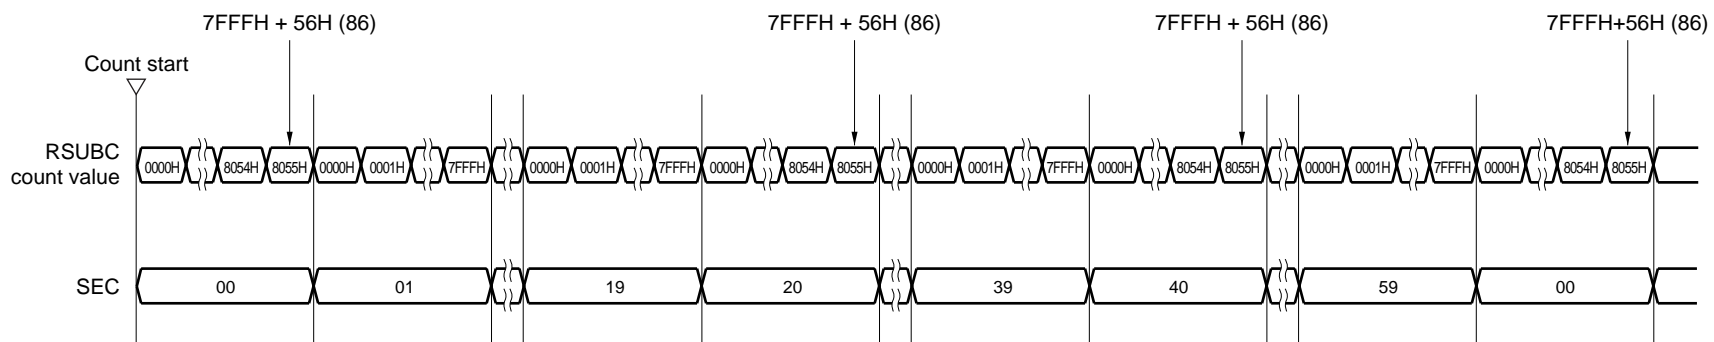 7FFFH + 56H (86) 7FFFH + 56H (86) 7FFFH + 56H (86) 7FFFH+56H (86)
Count start
RSUBC
count value
0000H 8054H 8055H 0000H 0001H 7FFFH 0000H 0001H 7FFFH 0000H 8054H 8055H 0000H 0001H 7FFFH 0000H 8054H 8055H 0000H 0001H 7FFFH 0000H 8054H 8055H
SEC 00 01 19 20 39 40 59 00